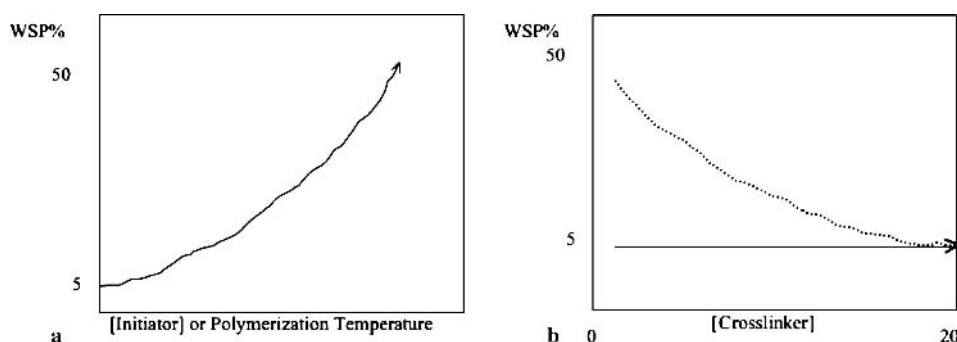 WSP%
50
5
[Initiator] or Polymerization Temperature
a
WSP%
50
5
0
[Crosslinker]
20
b